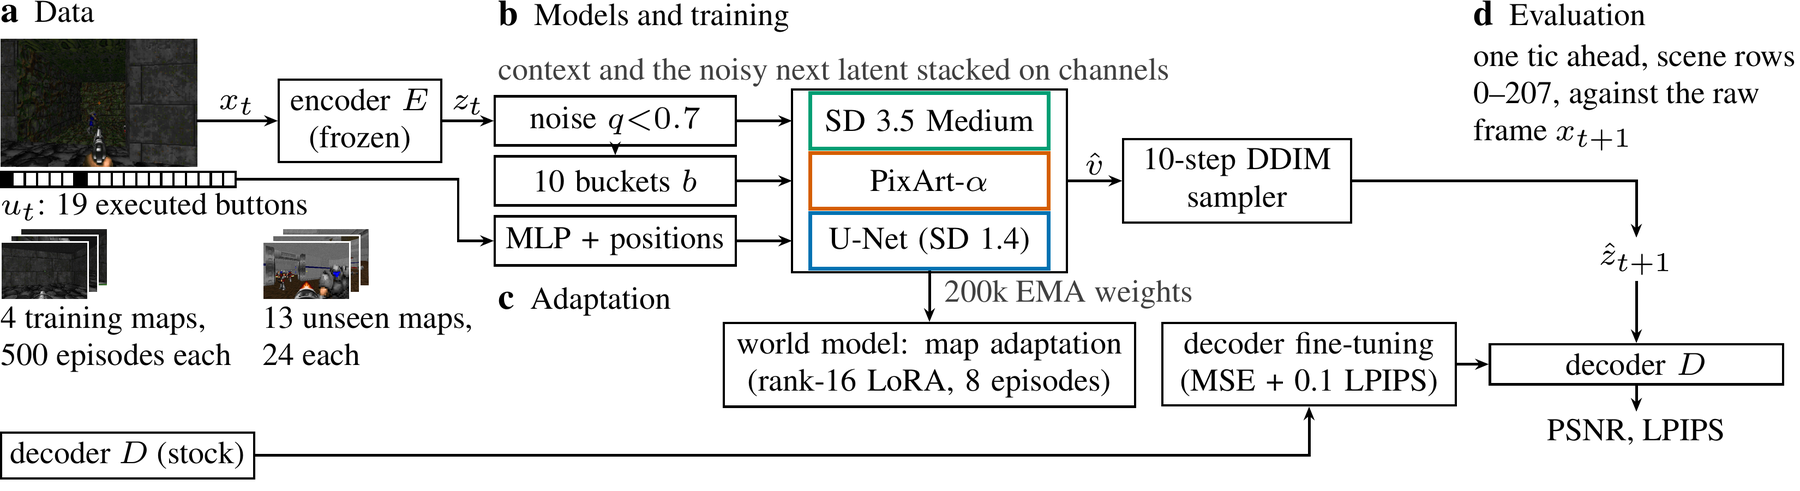 a Data
b Models and training
d Evaluation
context and the noisy next latent stacked on channels
one tic ahead, scene rows
0–207, against the raw
frame x_{t+1}
x_t
encoder E
(frozen)
z_t
noise q<0.7
10 buckets b
MLP + positions
SD 3.5 Medium
PixArt-α
U-Net (SD 1.4)
v̂
10-step DDIM
sampler
u_t: 19 executed buttons
4 training maps,
500 episodes each
13 unseen maps,
24 each
ẑ_{t+1}
c Adaptation
200k EMA weights
world model: map adaptation
(rank-16 LoRA, 8 episodes)
decoder fine-tuning
(MSE + 0.1 LPIPS)
decoder D
PSNR, LPIPS
decoder D (stock)